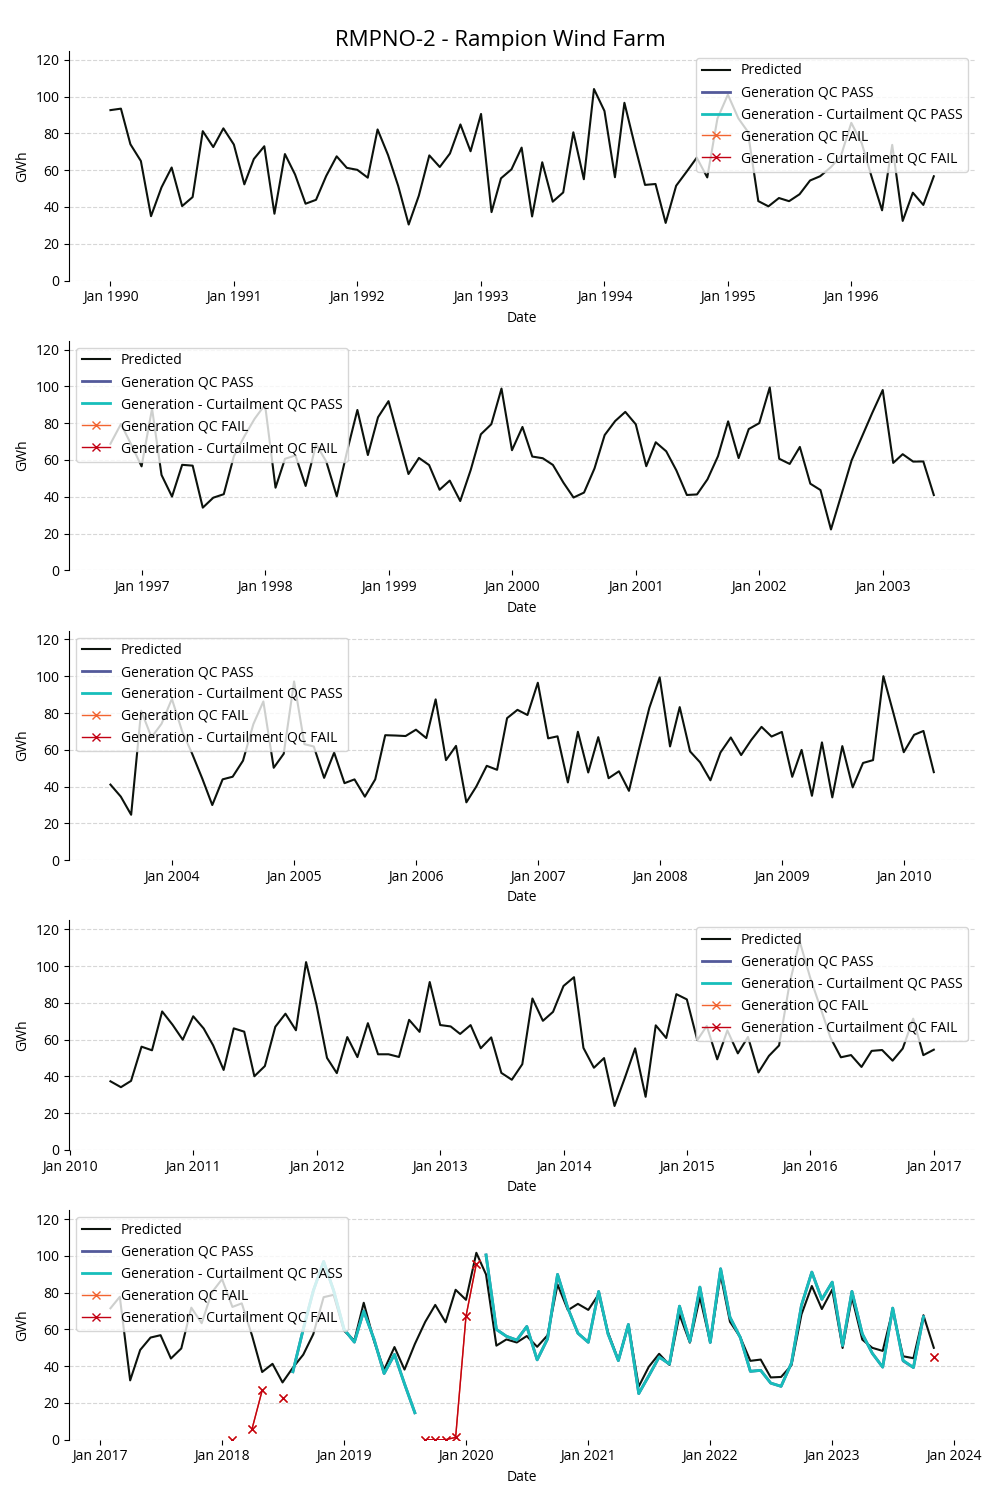 RMPNO-2 - Rampion Wind Farm
120
100
80
60
40
20
0
GWh
Predicted
Generation QC PASS
Generation - Curtailment QC PASS
Generation QC FAIL
Generation - Curtailment QC FAIL
Jan 1990 Jan 1991 Jan 1992 Jan 1993 Jan 1994 Jan 1995 Jan 1996
Date
120
100
80
60
40
20
0
GWh
Predicted
Generation QC PASS
Generation - Curtailment QC PASS
Generation QC FAIL
Generation - Curtailment QC FAIL
Jan 1997 Jan 1998 Jan 1999 Jan 2000 Jan 2001 Jan 2002 Jan 2003
Date
120
100
80
60
40
20
0
GWh
Predicted
Generation QC PASS
Generation - Curtailment QC PASS
Generation QC FAIL
Generation - Curtailment QC FAIL
Jan 2004 Jan 2005 Jan 2006 Jan 2007 Jan 2008 Jan 2009 Jan 2010
Date
120
100
80
60
40
20
0
GWh
Predicted
Generation QC PASS
Generation - Curtailment QC PASS
Generation QC FAIL
Generation - Curtailment QC FAIL
Jan 2010 Jan 2011 Jan 2012 Jan 2013 Jan 2014 Jan 2015 Jan 2016 Jan 2017
Date
120
100
80
60
40
20
0
GWh
Predicted
Generation QC PASS
Generation - Curtailment QC PASS
Generation QC FAIL
Generation - Curtailment QC FAIL
Jan 2017 Jan 2018 Jan 2019 Jan 2020 Jan 2021 Jan 2022 Jan 2023 Jan 2024
Date